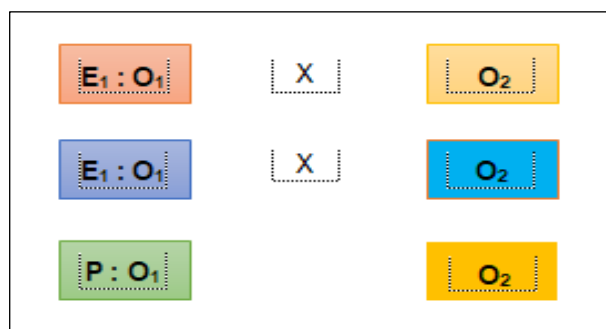 E₁ : O₁ X O₂
E₁ : O₁ X O₂
P : O₁ O₂